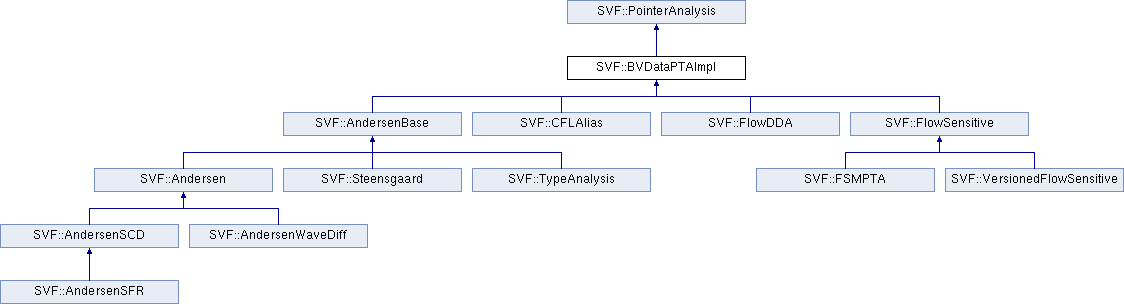 SVF::PointerAnalysis
SVF::BVDataPTAImpl
SVF::AndersenBase
SVF::CFLAlias
SVF::FlowDDA
SVF::FlowSensitive
SVF::Andersen
SVF::Steensgaard
SVF::TypeAnalysis
SVF::FSMPTA
SVF::VersionedFlowSensitive
SVF::AndersenSCD
SVF::AndersenWaveDiff
SVF::AndersenSFR